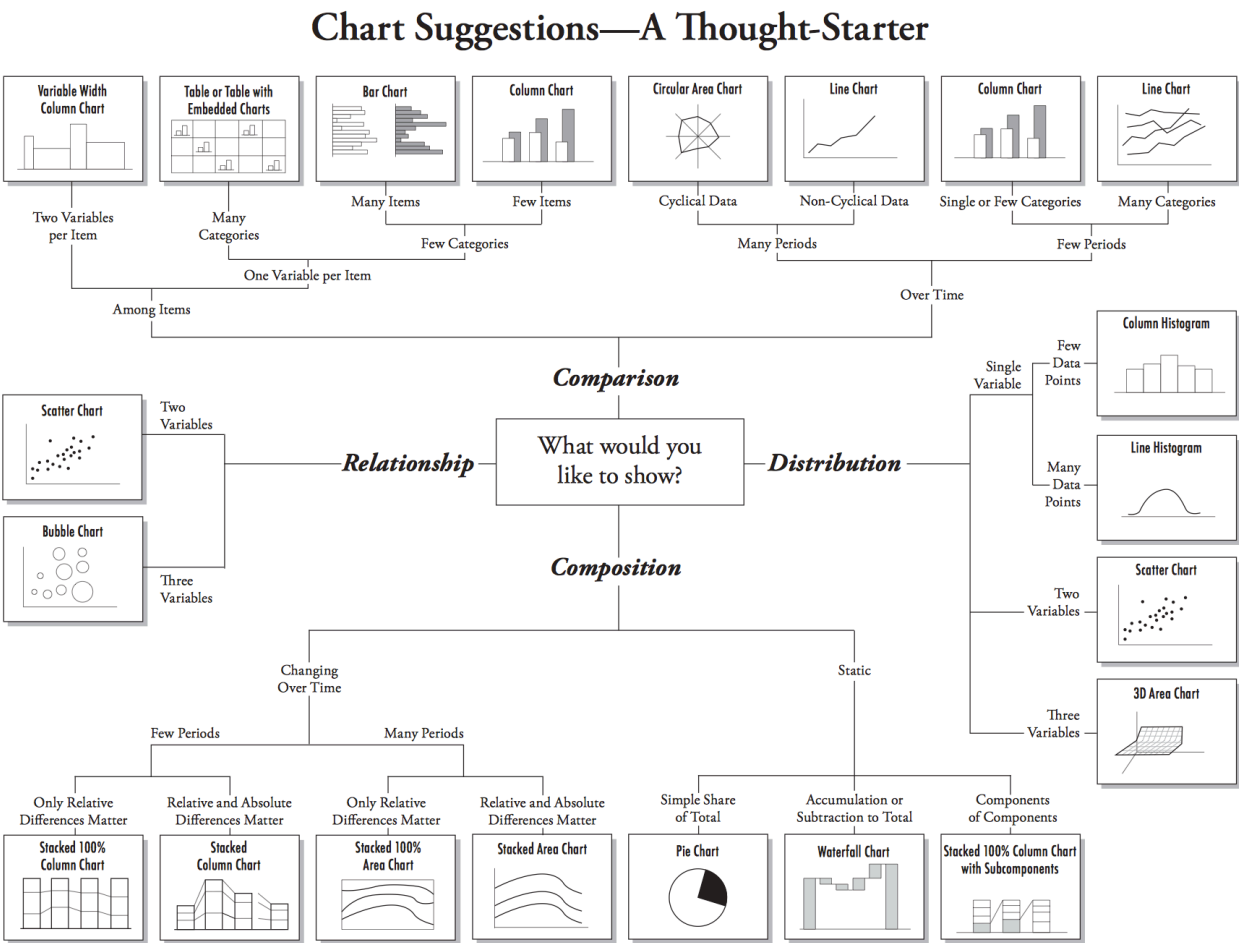 Chart Suggestions—A Thought-Starter
Variable Width
Column Chart
Table or Table with
Embedded Charts
Bar Chart
Column Chart
Circular Area Chart
Line Chart
Column Chart
Line Chart
Two Variables
per Item
Many
Categories
Many Items
Few Items
Cyclical Data
Non-Cyclical Data
Single or Few Categories
Many Categories
Few Categories
Many Periods
Few Periods
One Variable per Item
Among Items
Over Time
Comparison
What would you
like to show?
Relationship
Two
Variables
Scatter Chart
Three
Variables
Bubble Chart
Distribution
Single
Variable
Few
Data
Points
Column Histogram
Many
Data
Points
Line Histogram
Two
Variables
Scatter Chart
Three
Variables
3D Area Chart
Composition
Changing
Over Time
Static
Few Periods
Many Periods
Only Relative
Differences Matter
Relative and Absolute
Differences Matter
Only Relative
Differences Matter
Relative and Absolute
Differences Matter
Simple Share
of Total
Accumulation or
Subtraction to Total
Components
of Components
Stacked 100%
Column Chart
Stacked
Column Chart
Stacked 100%
Area Chart
Stacked Area Chart
Pie Chart
Waterfall Chart
Stacked 100% Column Chart
with Subcomponents